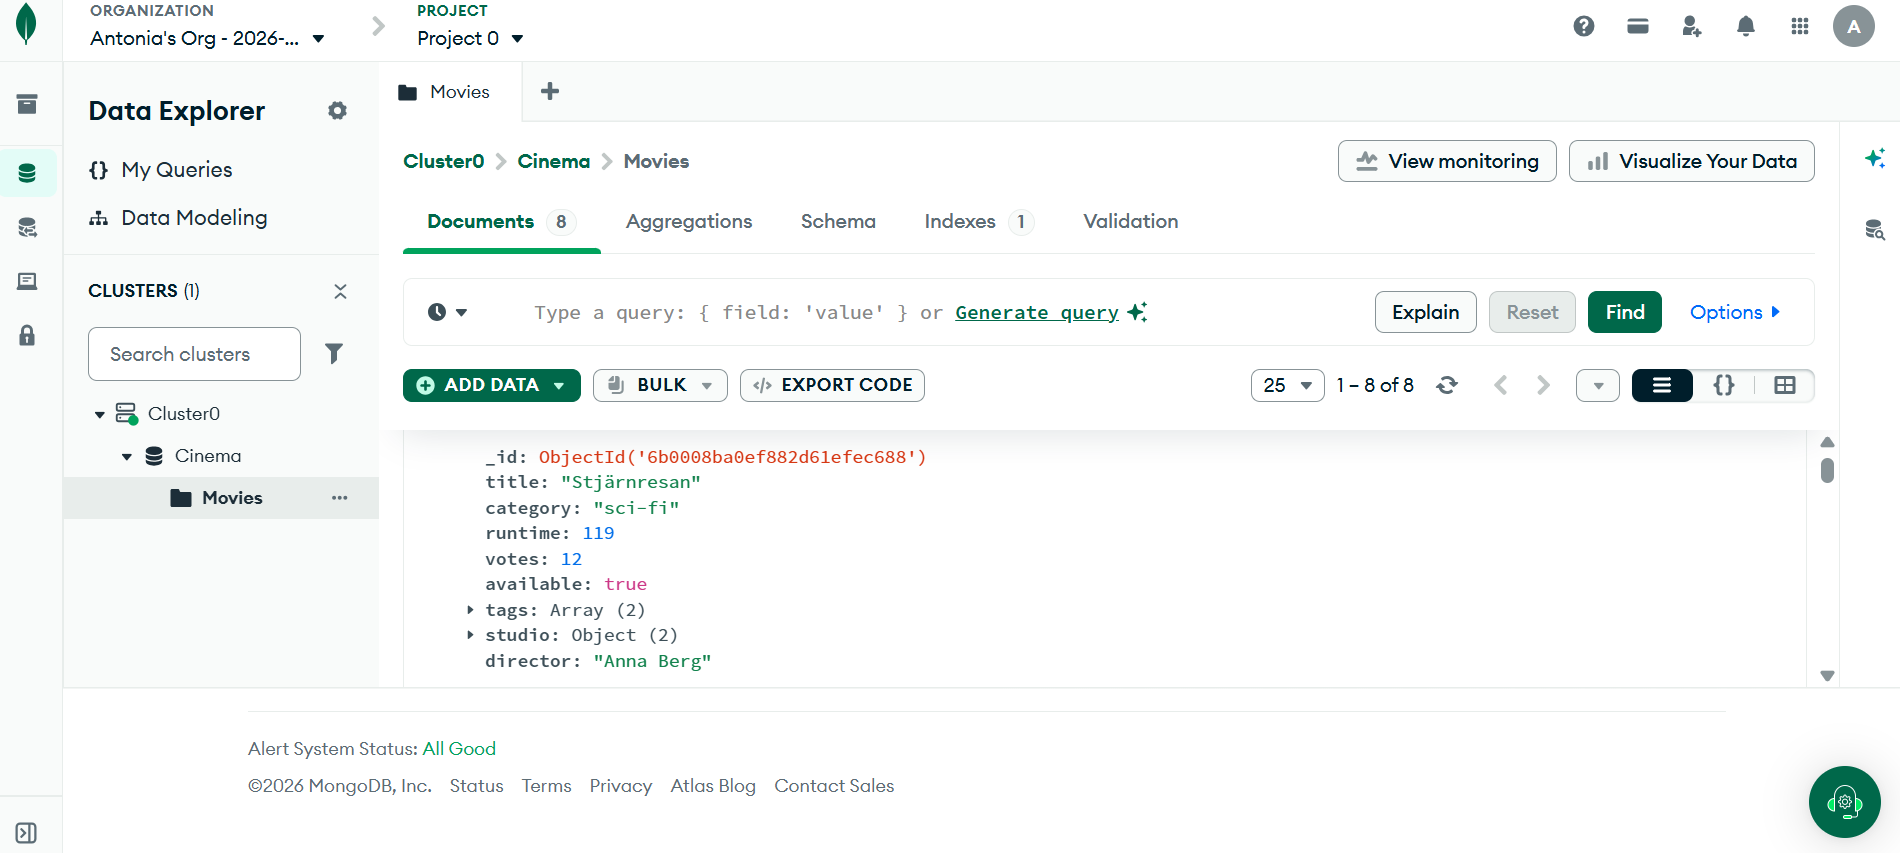 ORGANIZATION
Antonia's Org - 2026-...
PROJECT
Project 0
A
Data Explorer
My Queries
Data Modeling
CLUSTERS (1)
Search clusters
Cluster0
Cinema
Movies
Movies
Cluster0 Cinema Movies
View monitoring
Visualize Your Data
Documents 8 Aggregations Schema Indexes 1 Validation
Type a query: { field: 'value' } or Generate query
Explain
Reset
Find
Options
ADD DATA
BULK
EXPORT CODE
25
1 – 8 of 8
_id: ObjectId('6b0008ba0ef882d61efec688')
title: "Stjärnresan"
category: "sci-fi"
runtime: 119
votes: 12
available: true
tags: Array (2)
studio: Object (2)
director: "Anna Berg"
Alert System Status: All Good
©2026 MongoDB, Inc. Status Terms Privacy Atlas Blog Contact Sales